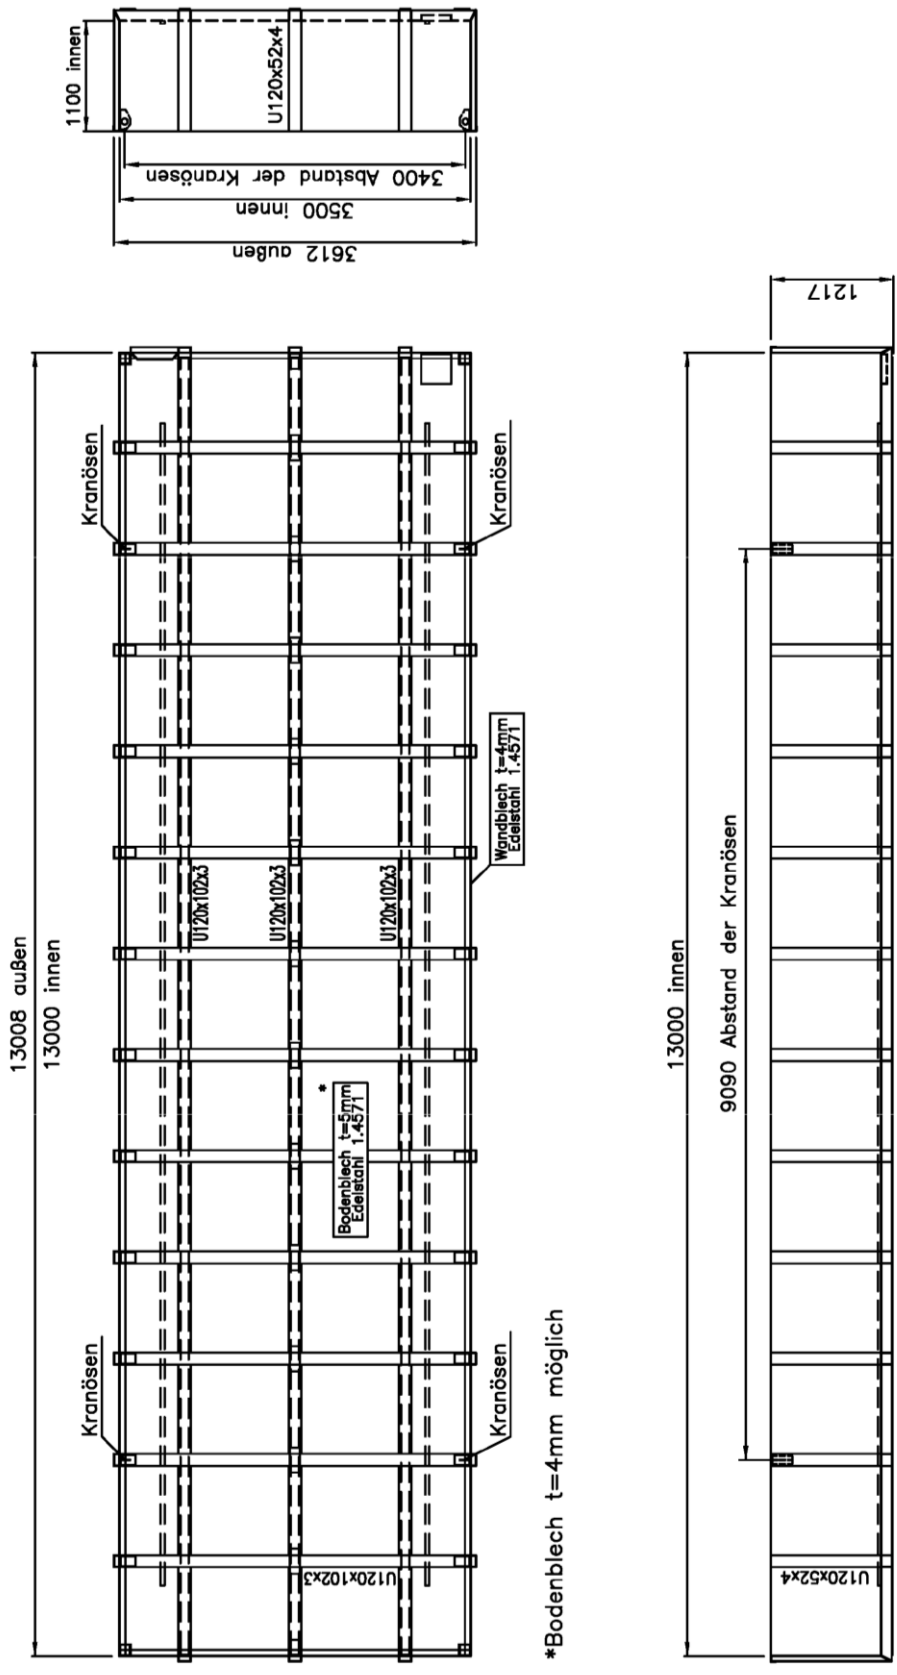 1100 innen
U120x52x4
3400 Abstand der Kranösen
3500 innen
3612 außen
13008 außen
13000 innen
Kranösen
Kranösen
Kranösen
Kranösen
U120x102x3
U120x102x3
U120x102x3
U120x102x3
Wandblech t=4mm
Edelstahl 1.4571
*
Bodenblech t=5mm
Edelstahl 1.4571
*Bodenblech t=4mm möglich
1217
13000 innen
9090 Abstand der Kranösen
U120x52x4